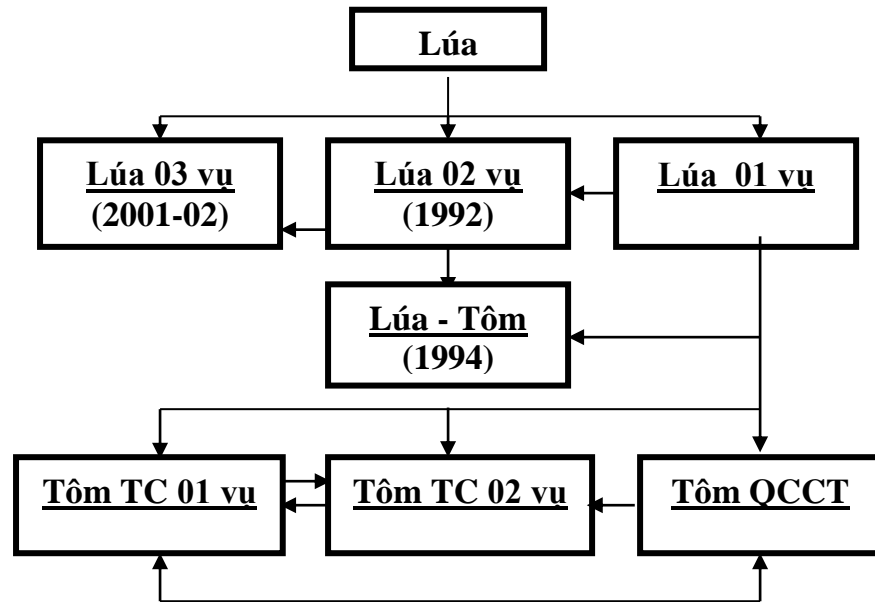 Lúa
Lúa 03 vụ
(2001-02)
Lúa 02 vụ
(1992)
Lúa 01 vụ
Lúa - Tôm
(1994)
Tôm TC 01 vụ
Tôm TC 02 vụ
Tôm QCCT